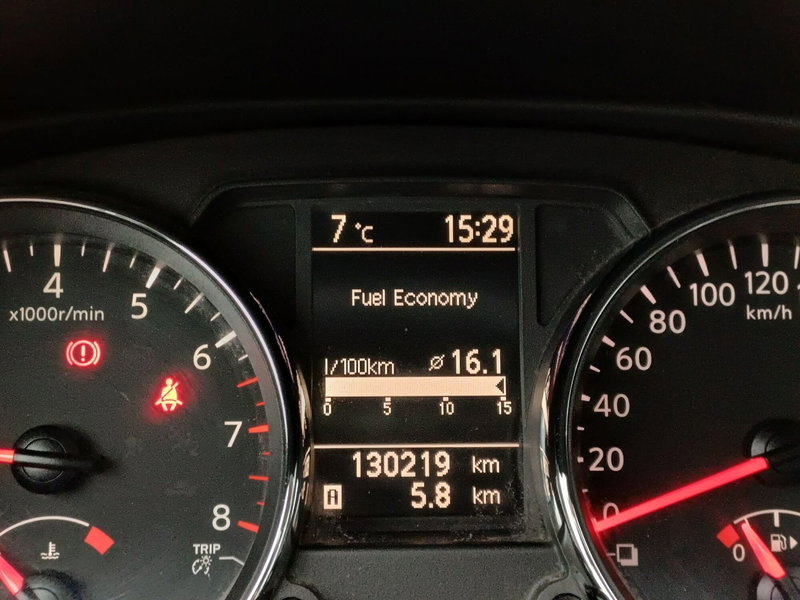 7 °C 15:29
Fuel Economy
l/100km ⌀ 16.1
0 5 10 15
130219 km
A 5.8 km
4
x1000r/min
5
6
7
8
TRIP
0
20
40
60
80
100
120
km/h
0